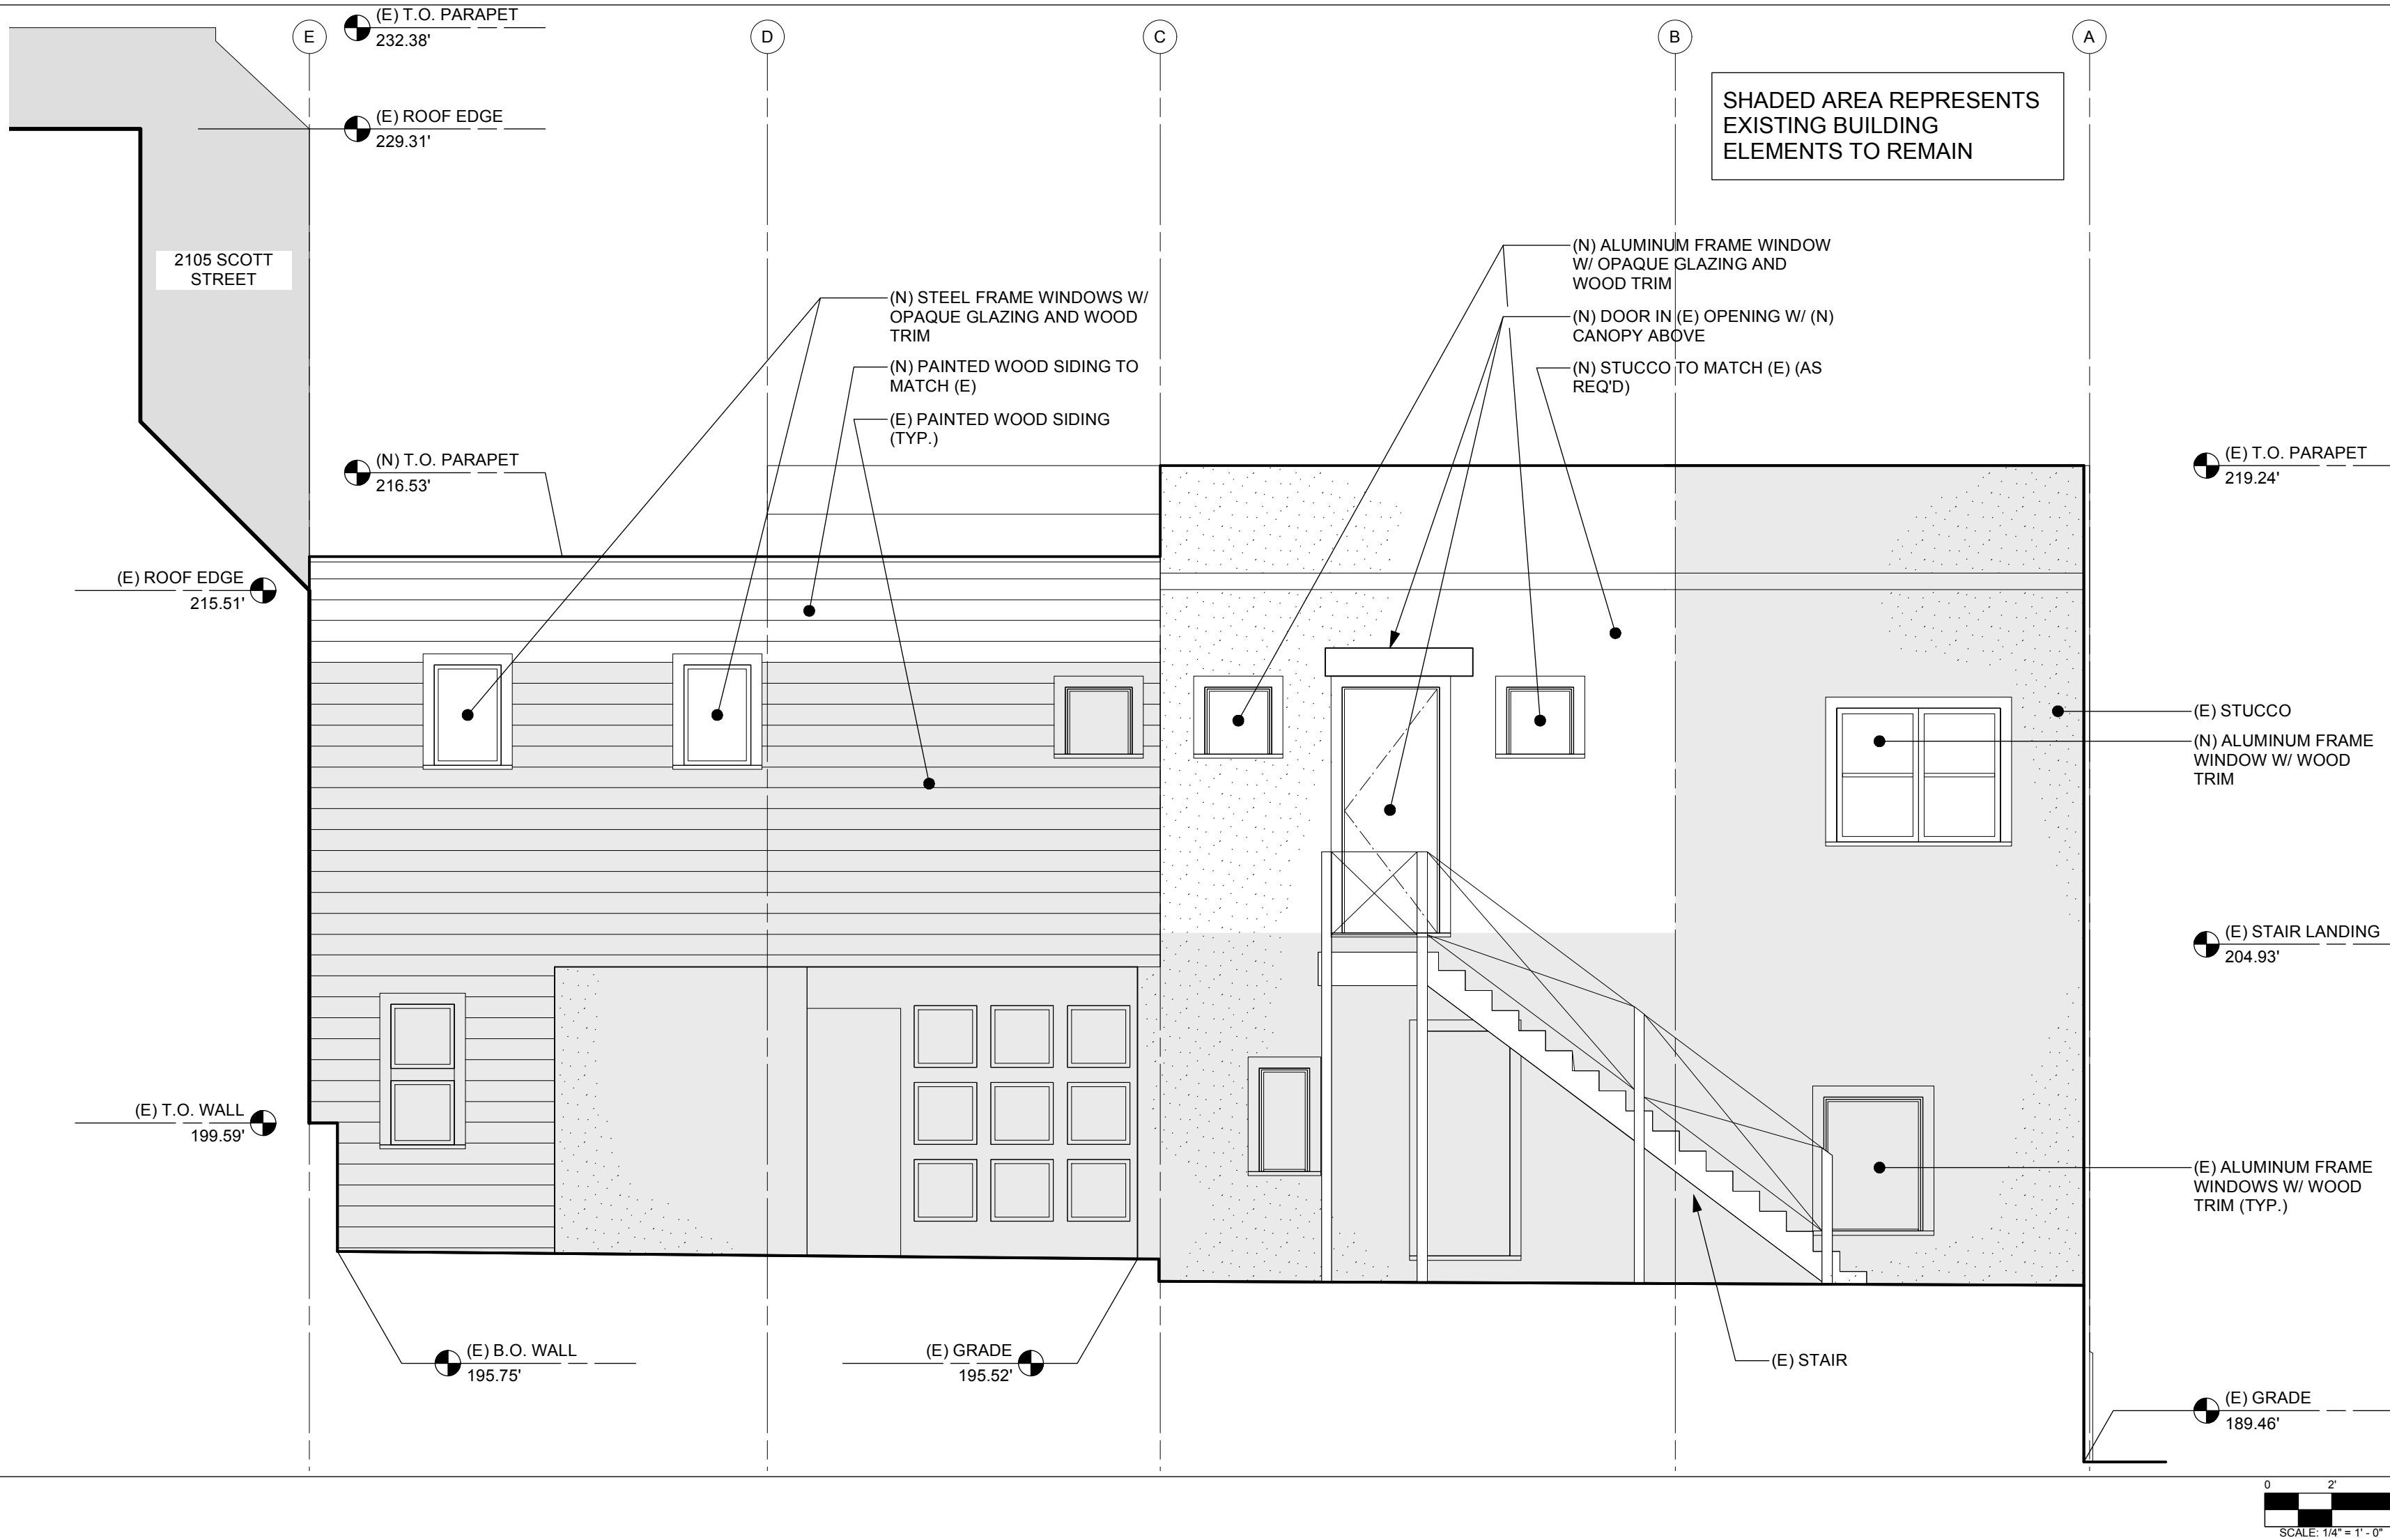 (E) T.O. PARAPET
232.38'
E
D
C
B
A
SHADED AREA REPRESENTS
EXISTING BUILDING
ELEMENTS TO REMAIN
(E) ROOF EDGE
229.31'
2105 SCOTT
STREET
(N) ALUMINUM FRAME WINDOW
W/ OPAQUE GLAZING AND
WOOD TRIM
(N) STEEL FRAME WINDOWS W/
OPAQUE GLAZING AND WOOD
TRIM
(N) DOOR IN (E) OPENING W/ (N)
CANOPY ABOVE
(N) PAINTED WOOD SIDING TO
MATCH (E)
(N) STUCCO TO MATCH (E) (AS
REQ'D)
(E) PAINTED WOOD SIDING
(TYP.)
(N) T.O. PARAPET
216.53'
(E) T.O. PARAPET
219.24'
(E) ROOF EDGE
215.51'
(E) STUCCO
(N) ALUMINUM FRAME
WINDOW W/ WOOD
TRIM
(E) STAIR LANDING
204.93'
(E) T.O. WALL
199.59'
(E) ALUMINUM FRAME
WINDOWS W/ WOOD
TRIM (TYP.)
(E) B.O. WALL
195.75'
(E) GRADE
195.52'
(E) STAIR
(E) GRADE
189.46'
0 2'
SCALE: 1/4" = 1' - 0"